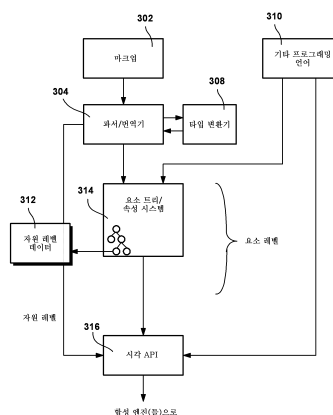 302
310
마크업
기타 프로그래밍
언어
304
308
파서/번역기
타입 변환기
312
314
요소 트리/
속성 시스템
자원 레벨
데이터
요소 레벨
자원 레벨
316
시각 API
합성 엔진(들)으로